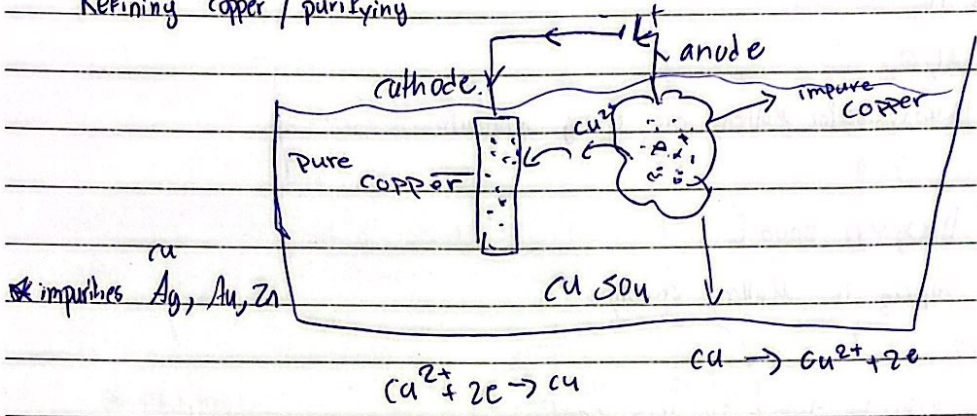 Refining copper / purifying
+
anode
cathode.
impure
copper
Cu²⁺
pure
copper
cu
* impurities Ag, Au, Zn
Cu SO4
Cu²⁺ + 2e → Cu
Cu → Cu²⁺ + 2e